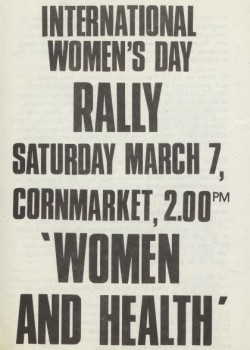 INTERNATIONAL
WOMEN'S DAY
RALLY
SATURDAY MARCH 7,
CORNMARKET, 2.00PM
'WOMEN
AND HEALTH'